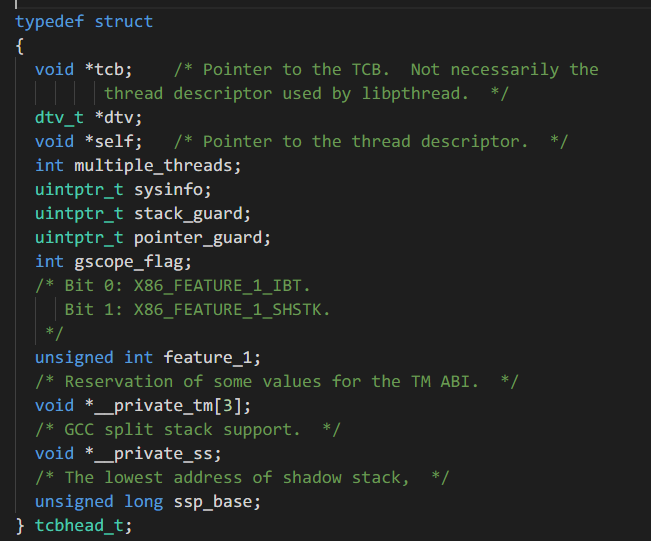 typedef struct
{
  void *tcb;    /* Pointer to the TCB.  Not necessarily the
         thread descriptor used by libpthread.  */
  dtv_t *dtv;
  void *self;   /* Pointer to the thread descriptor.  */
  int multiple_threads;
  uintptr_t sysinfo;
  uintptr_t stack_guard;
  uintptr_t pointer_guard;
  int gscope_flag;
  /* Bit 0: X86_FEATURE_1_IBT.
     Bit 1: X86_FEATURE_1_SHSTK.
   */
  unsigned int feature_1;
  /* Reservation of some values for the TM ABI.  */
  void *__private_tm[3];
  /* GCC split stack support.  */
  void *__private_ss;
  /* The lowest address of shadow stack,  */
  unsigned long ssp_base;
} tcbhead_t;